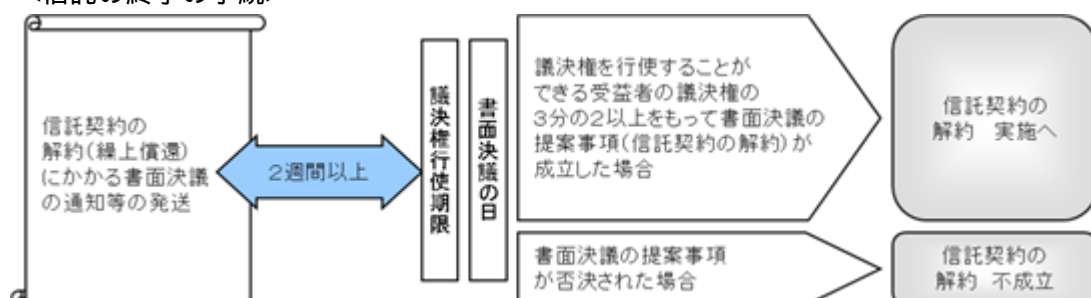 信託契約の
解約(繰上償還)
にかかる書面決議
の通知等の発送
2週間以上
議決権行使期限
書面決議の日
議決権を行使することが
できる受益者の議決権の
3分の2以上をもって書面決議の
提案事項(信託契約の解約)が
成立した場合
信託契約の
解約 実施へ
書面決議の提案事項
が否決された場合
信託契約の
解約 不成立